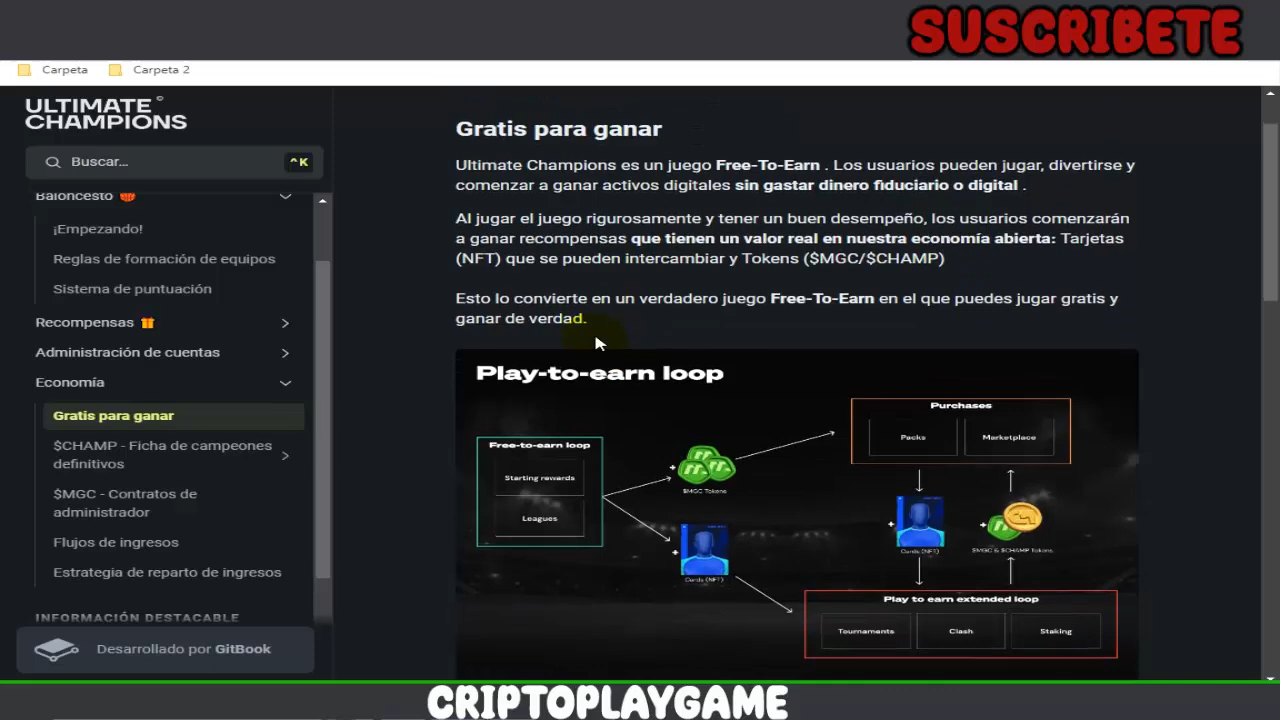 SUSCRIBETE
Carpeta
Carpeta 2
ULTIMATE
CHAMPIONS
Buscar...
^K
Baloncesto
¡Empezando!
Reglas de formación de equipos
Sistema de puntuación
Recompensas
Administración de cuentas
Economía
Gratis para ganar
$CHAMP - Ficha de campeones
definitivos
$MGC - Contratos de
administrador
Flujos de ingresos
Estrategia de reparto de ingresos
INFORMACIÓN DESTACABLE
Desarrollado por GitBook
Gratis para ganar
Ultimate Champions es un juego Free-To-Earn . Los usuarios pueden jugar, divertirse y
comenzar a ganar activos digitales sin gastar dinero fiduciario o digital .
Al jugar el juego rigurosamente y tener un buen desempeño, los usuarios comenzarán
a ganar recompensas que tienen un valor real en nuestra economía abierta: Tarjetas
(NFT) que se pueden intercambiar y Tokens ($MGC/$CHAMP)
Esto lo convierte en un verdadero juego Free-To-Earn en el que puedes jugar gratis y
ganar de verdad.
Play-to-earn loop
Free-to-earn loop
Starting rewards
Leagues
$MGC Tokens
Cards (NFT)
Purchases
Packs
Marketplace
Cards (NFT)
$MGC & $CHAMP Tokens
Play to earn extended loop
Tournaments
Clash
Staking
CRIPTOPLAYGAME